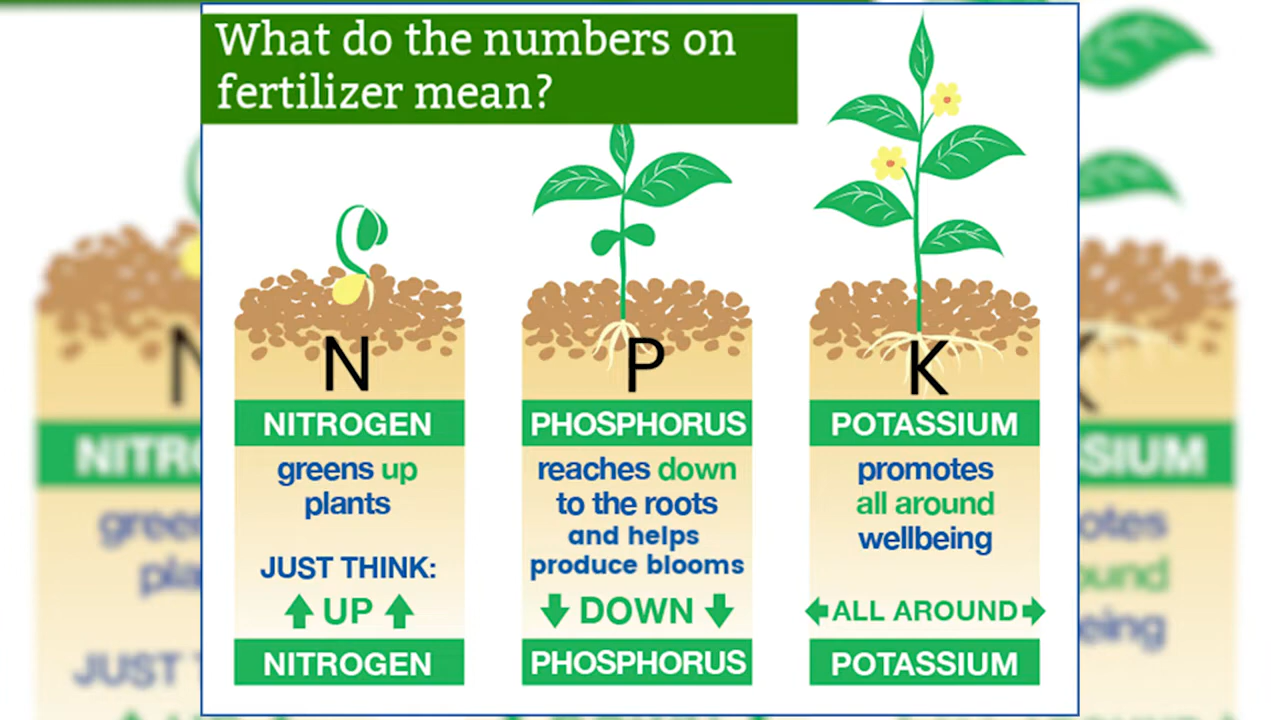 What do the numbers on
fertilizer mean?
N
NITROGEN
greens up
plants
JUST THINK:
UP
NITROGEN
P
PHOSPHORUS
reaches down
to the roots
and helps
produce blooms
DOWN
PHOSPHORUS
K
POTASSIUM
promotes
all around
wellbeing
ALL AROUND
POTASSIUM